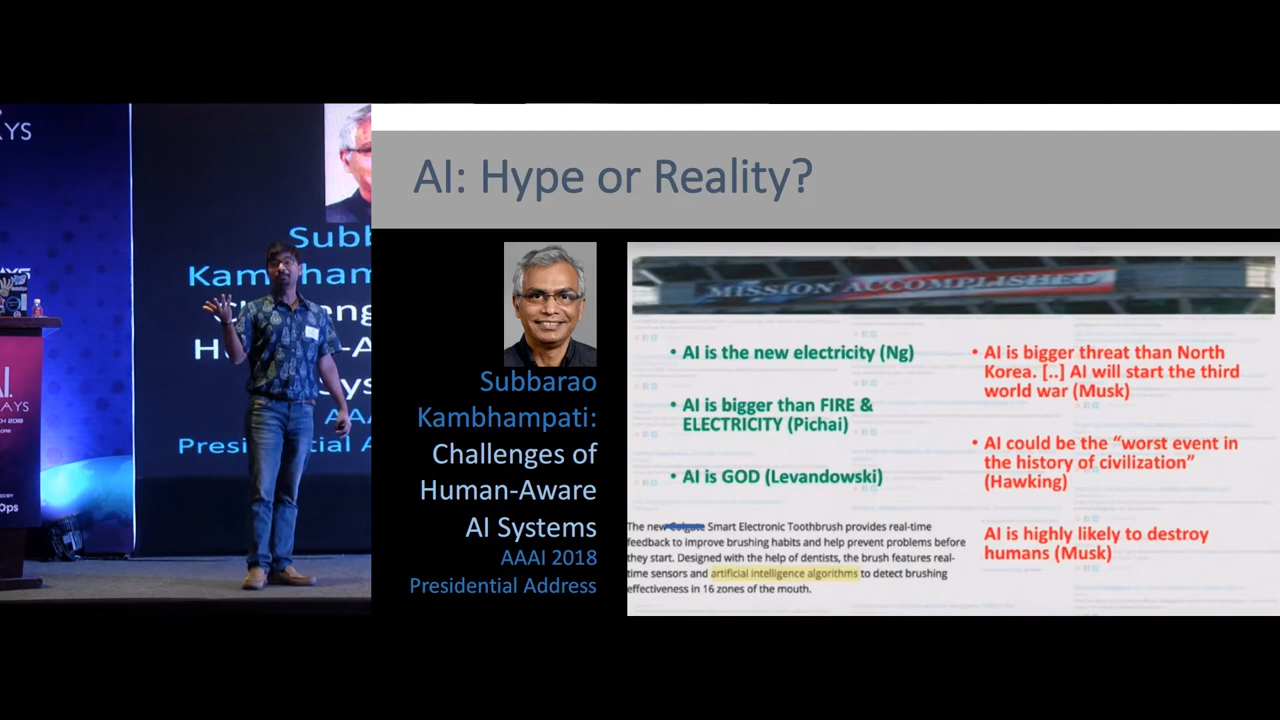 AI: Hype or Reality?
Subbarao
Kambhampati:
Challenges of
Human-Aware
AI Systems
AAAI 2018
Presidential Address
MISSION ACCOMPLISHED
• AI is the new electricity (Ng)
• AI is bigger than FIRE &
ELECTRICITY (Pichai)
• AI is GOD (Levandowski)
The new Colgate Smart Electronic Toothbrush provides real-time
feedback to improve brushing habits and help prevent problems before
they start. Designed with the help of dentists, the brush features real-
time sensors and artificial intelligence algorithms to detect brushing
effectiveness in 16 zones of the mouth.
• AI is bigger threat than North
Korea. [..] AI will start the third
world war (Musk)
• AI could be the “worst event in
the history of civilization”
(Hawking)
AI is highly likely to destroy
humans (Musk)